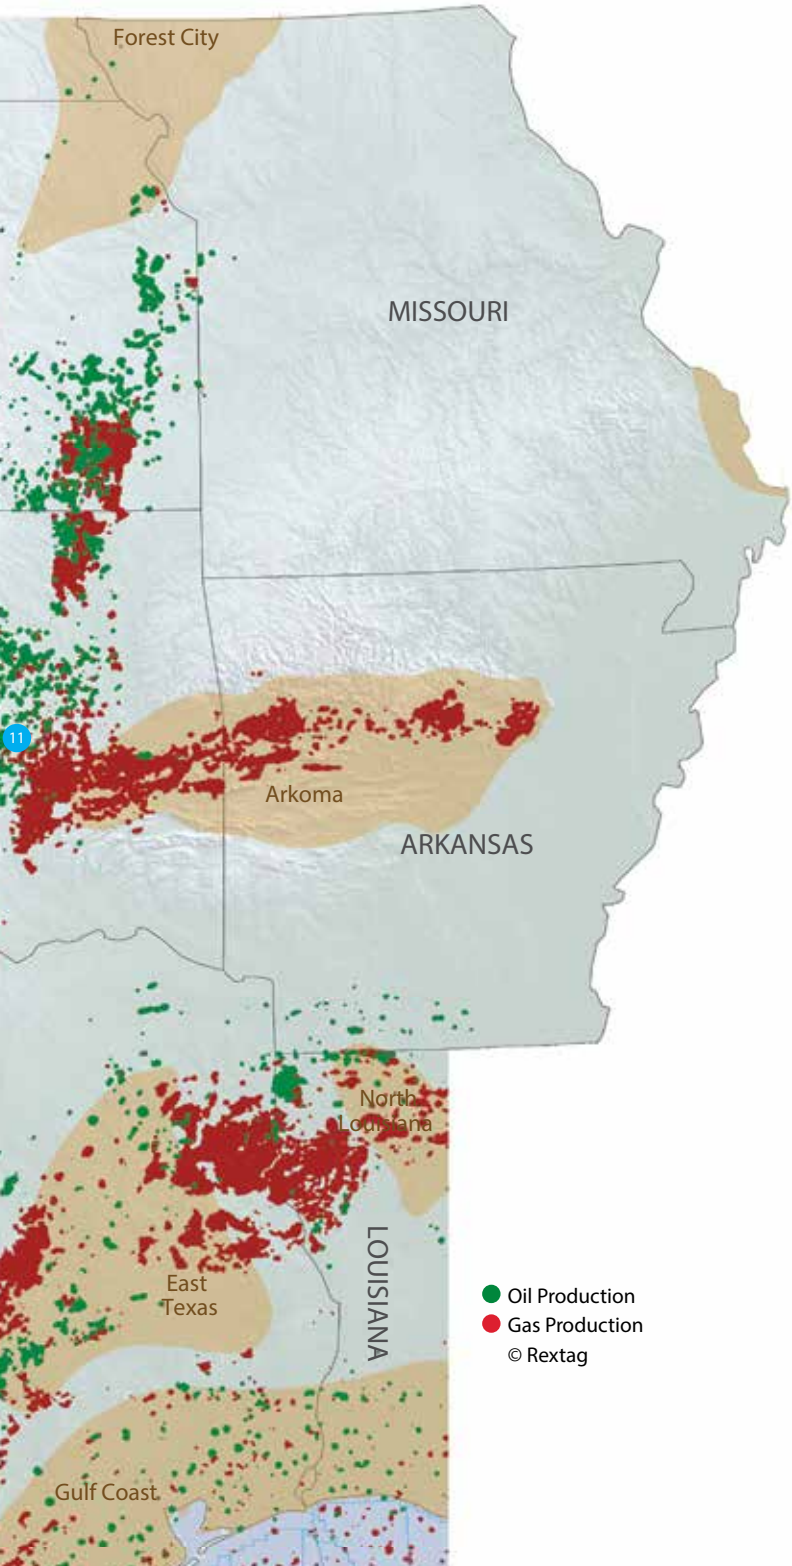 Forest City
MISSOURI
11
Arkoma
ARKANSAS
North
Louisiana
LOUISIANA
East
Texas
Oil Production
Gas Production
© Rextag
Gulf Coast